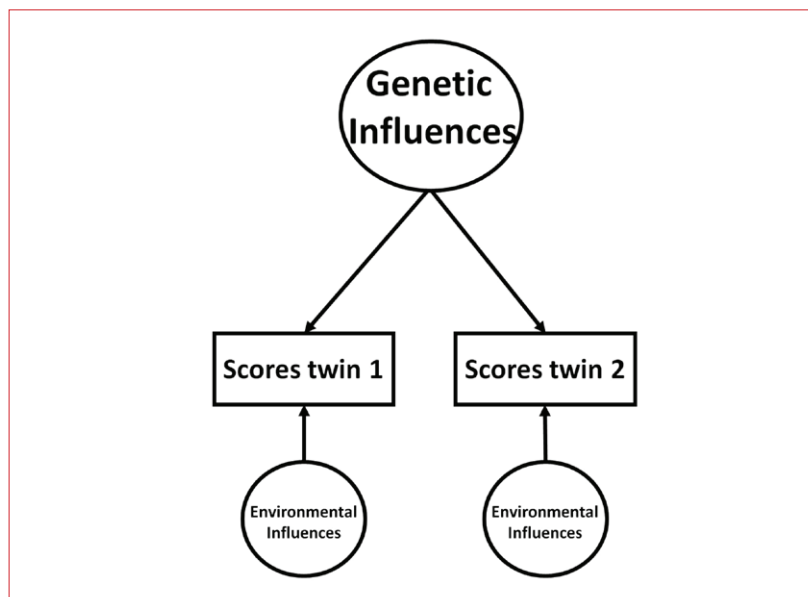 Genetic
Influences
Scores twin 1
Scores twin 2
Environmental
Influences
Environmental
Influences